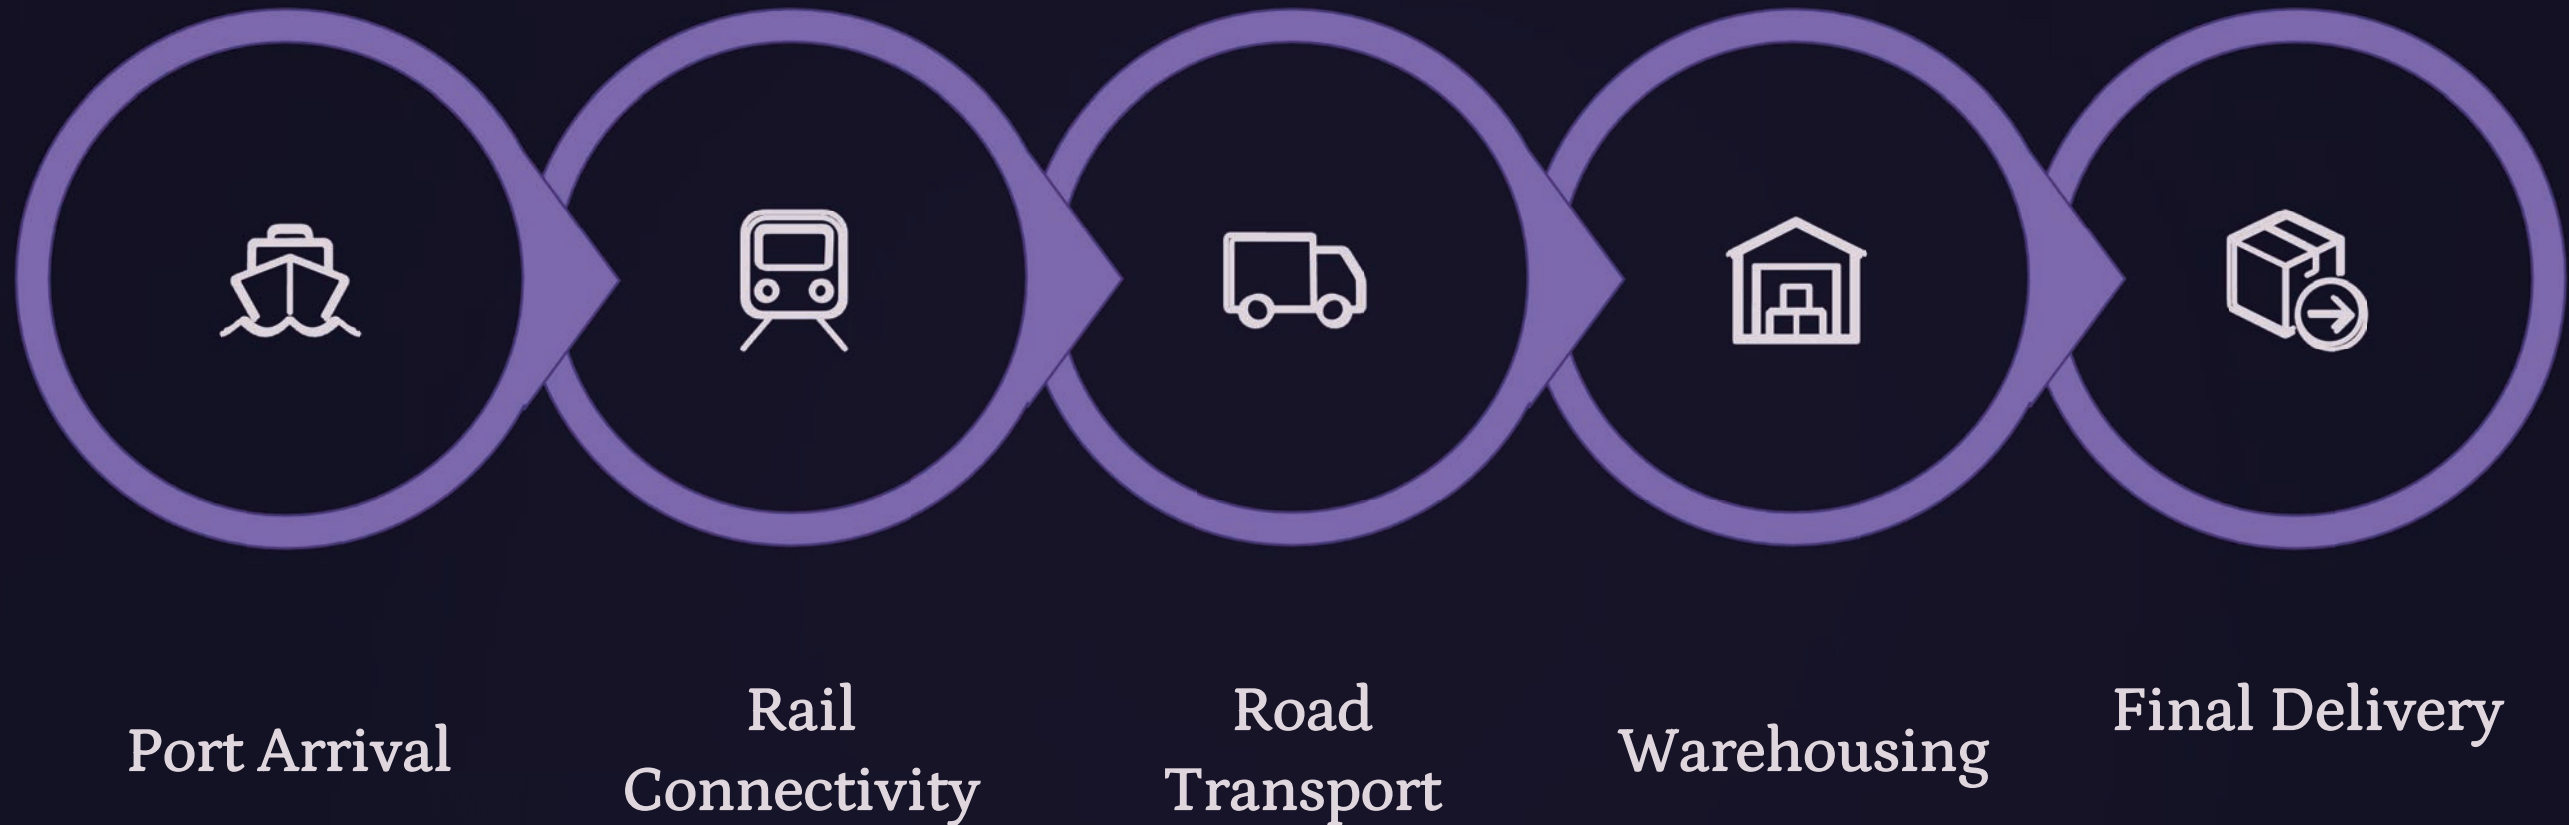 Port Arrival
Rail
Connectivity
Road
Transport
Warehousing
Final Delivery